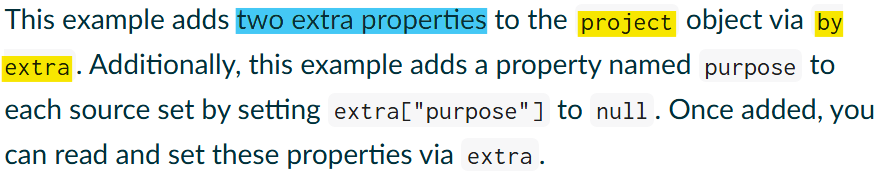 This example adds two extra properties to the project object via by
extra. Additionally, this example adds a property named purpose to
each source set by setting extra["purpose"] to null. Once added, you
can read and set these properties via extra.